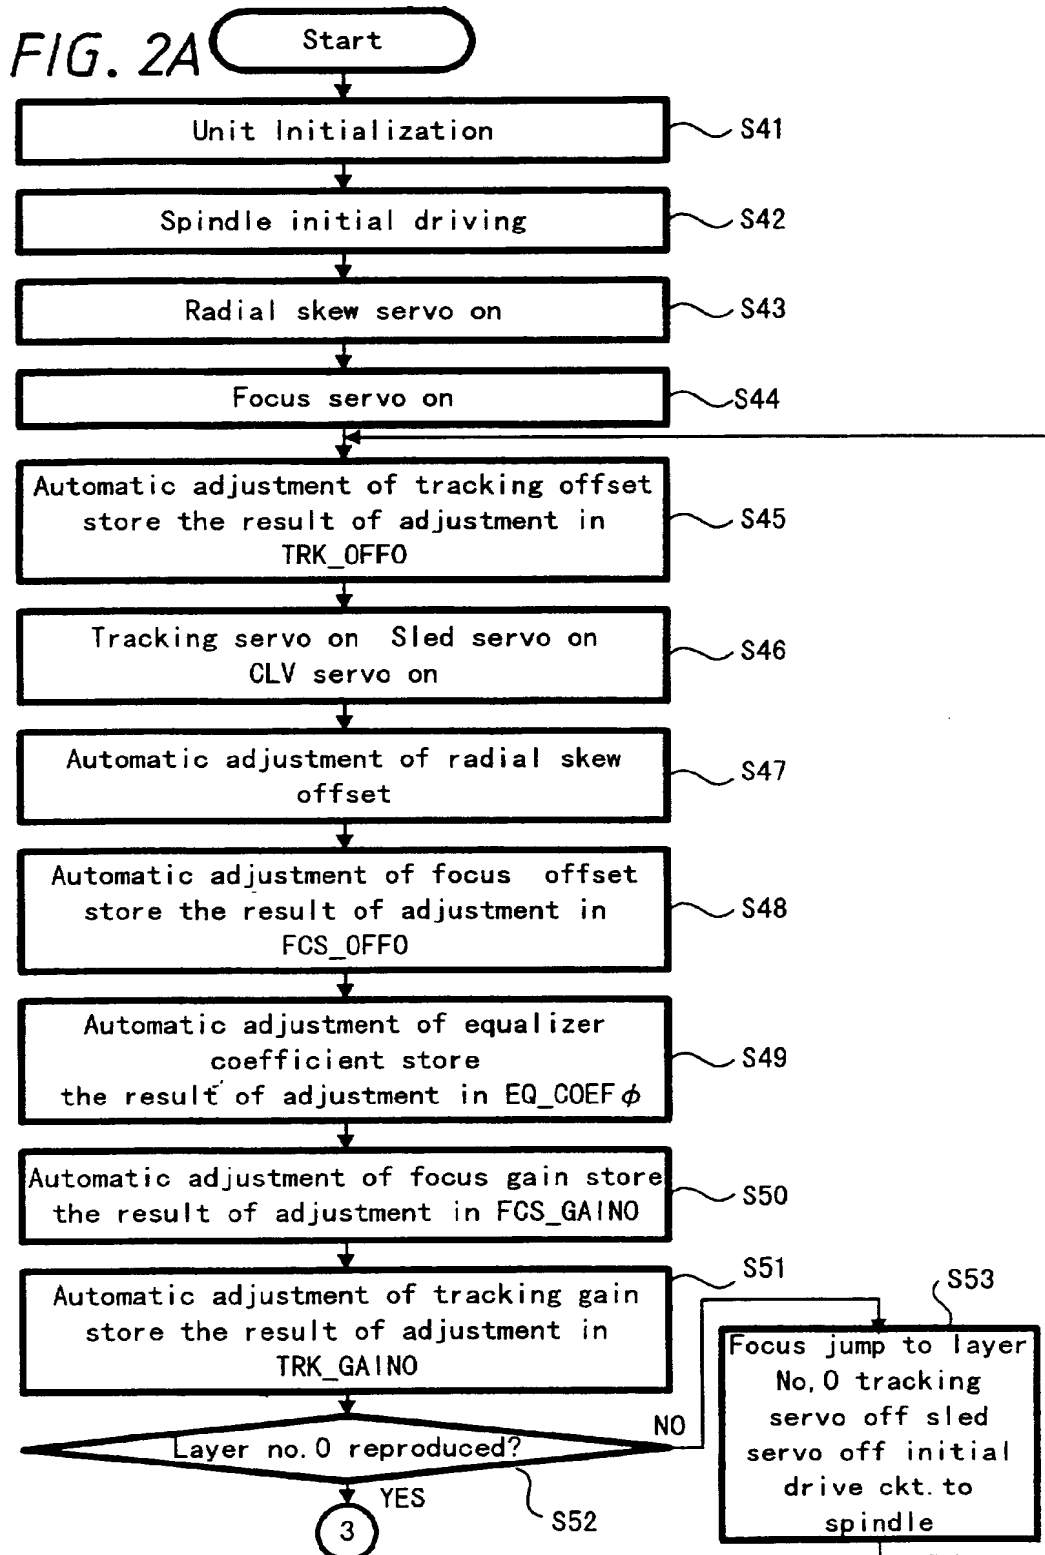 FIG. 2A
Start
Unit Initialization
S41
Spindle initial driving
S42
Radial skew servo on
S43
Focus servo on
S44
Automatic adjustment of tracking offset
store the result of adjustment in
TRK_OFF0
S45
Tracking servo on Sled servo on
CLV servo on
S46
Automatic adjustment of radial skew
offset
S47
Automatic adjustment of focus offset
store the result of adjustment in
FCS_OFF0
S48
Automatic adjustment of equalizer
coefficient store
the result of adjustment in EQ_COEFφ
S49
Automatic adjustment of focus gain store
the result of adjustment in FCS_GAIN0
S50
Automatic adjustment of tracking gain
store the result of adjustment in
TRK_GAIN0
S51
Layer no.0 reproduced?
NO
YES
S52
3
S53
Focus jump to layer
No,0 tracking
servo off sled
servo off initial
drive ckt.to
spindle